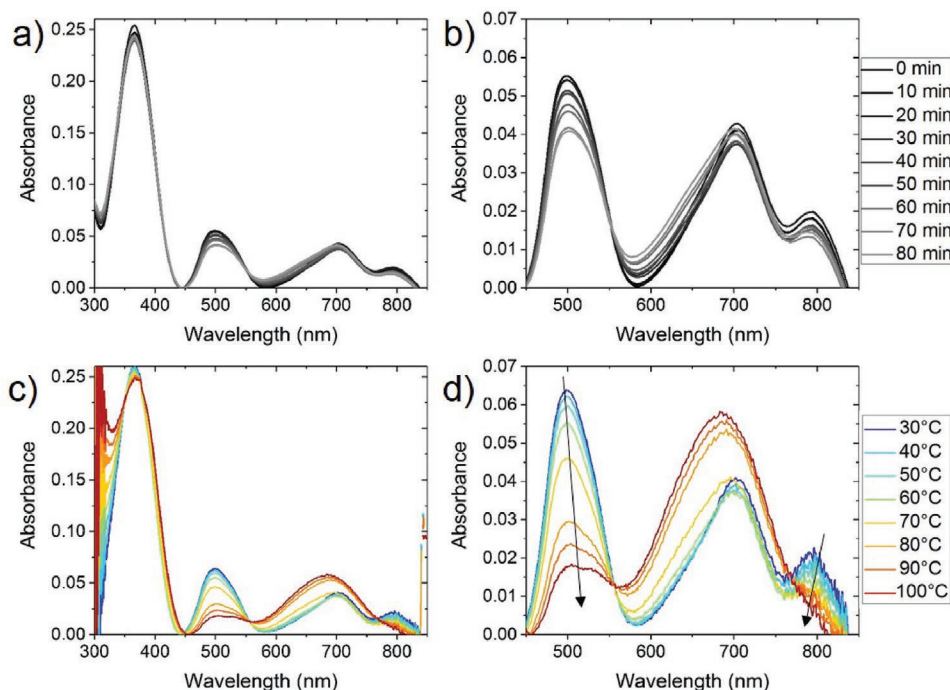 a)
Absorbance
0.25
0.20
0.15
0.10
0.05
0.00
300 400 500 600 700 800
Wavelength (nm)
b)
Absorbance
0.07
0.06
0.05
0.04
0.03
0.02
0.01
0.00
500 600 700 800
Wavelength (nm)
0 min
10 min
20 min
30 min
40 min
50 min
60 min
70 min
80 min
c)
Absorbance
0.25
0.20
0.15
0.10
0.05
0.00
300 400 500 600 700 800
Wavelength (nm)
d)
Absorbance
0.07
0.06
0.05
0.04
0.03
0.02
0.01
0.00
500 600 700 800
Wavelength (nm)
30°C
40°C
50°C
60°C
70°C
80°C
90°C
100°C